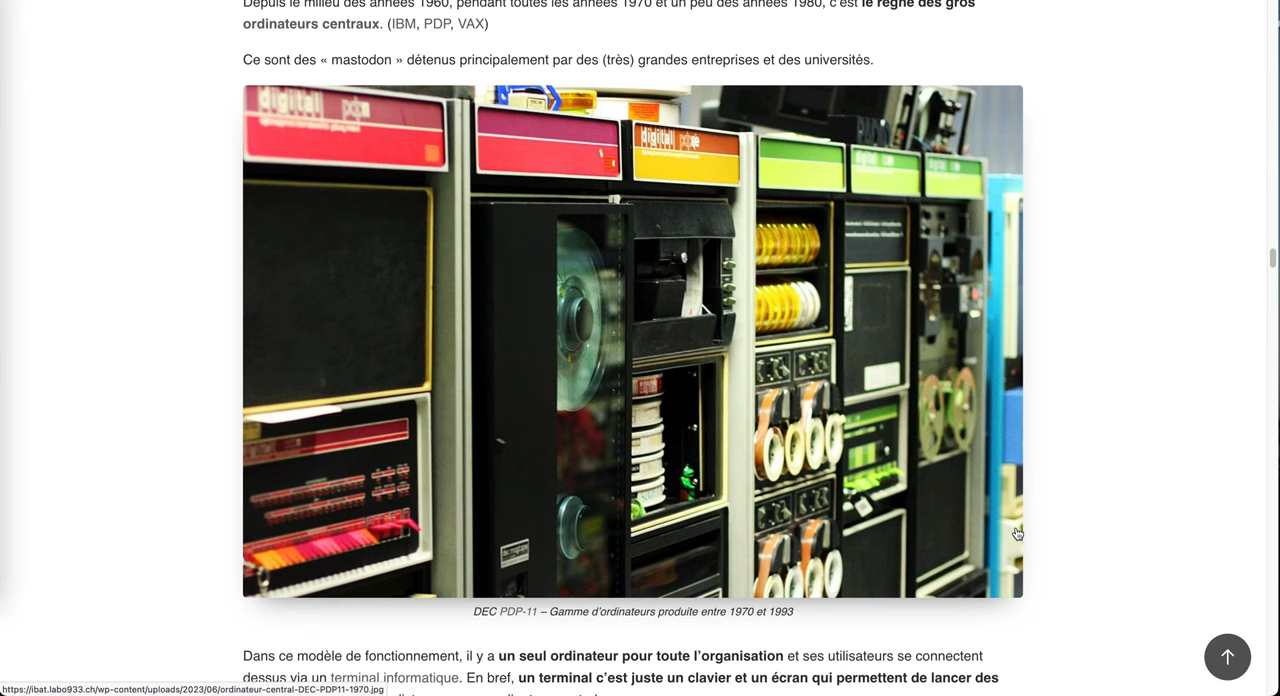 Depuis le milieu des années 1960, pendant toutes les années 1970 et un peu des années 1980, c'est le règne des gros
ordinateurs centraux. (IBM, PDP, VAX)
Ce sont des « mastodon » détenus principalement par des (très) grandes entreprises et des universités.
digital
digital
digital
DEC PDP-11 – Gamme d'ordinateurs produite entre 1970 et 1993
Dans ce modèle de fonctionnement, il y a un seul ordinateur pour toute l'organisation et ses utilisateurs se connectent
dessus via un terminal informatique. En bref, un terminal c'est juste un clavier et un écran qui permettent de lancer des
https://ibat.labo933.ch/wp-content/uploads/2023/06/ordinateur-central-DEC-PDP11-1970.jpg